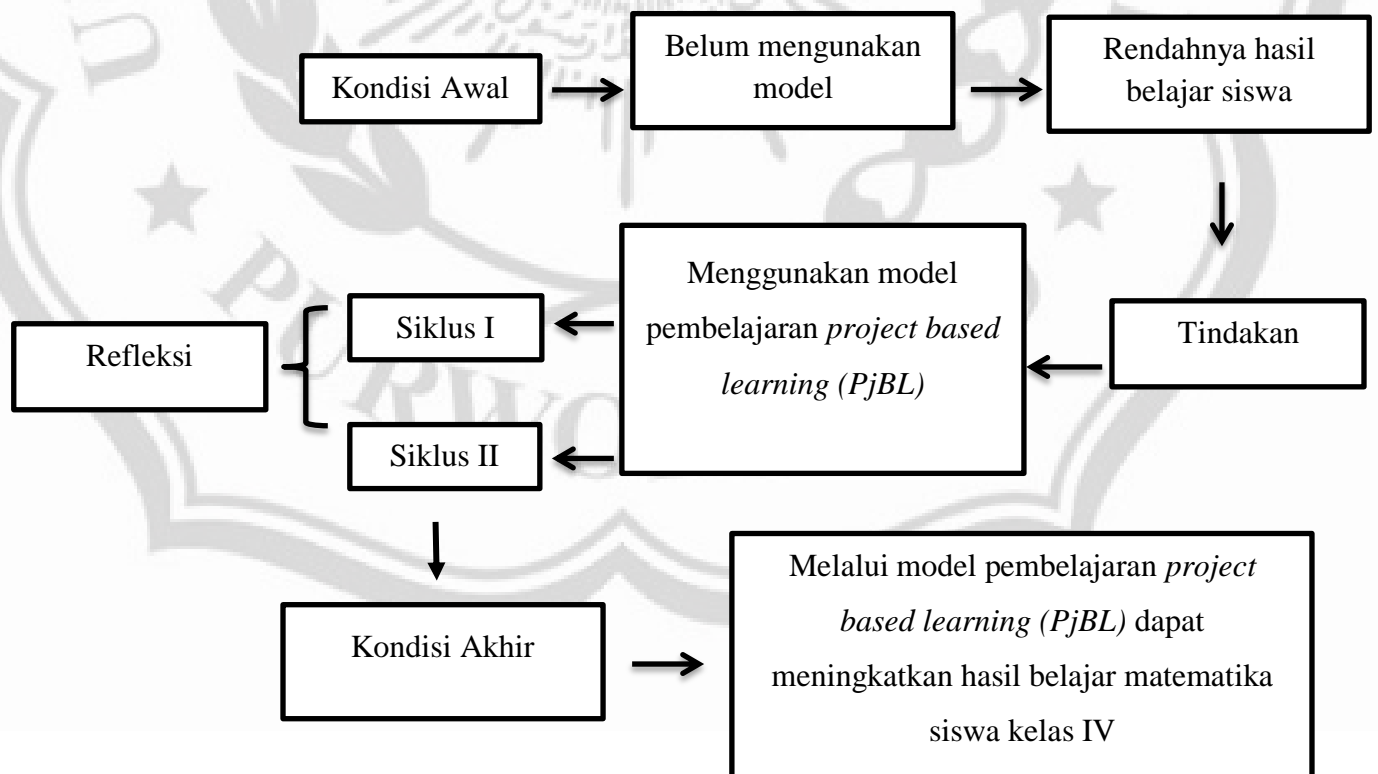 Kondisi Awal
Belum mengunakan
model
Rendahnya hasil
belajar siswa
Tindakan
Menggunakan model
pembelajaran project based
learning (PjBL)
Siklus I
Siklus II
Refleksi
Kondisi Akhir
Melalui model pembelajaran project
based learning (PjBL) dapat
meningkatkan hasil belajar matematika
siswa kelas IV